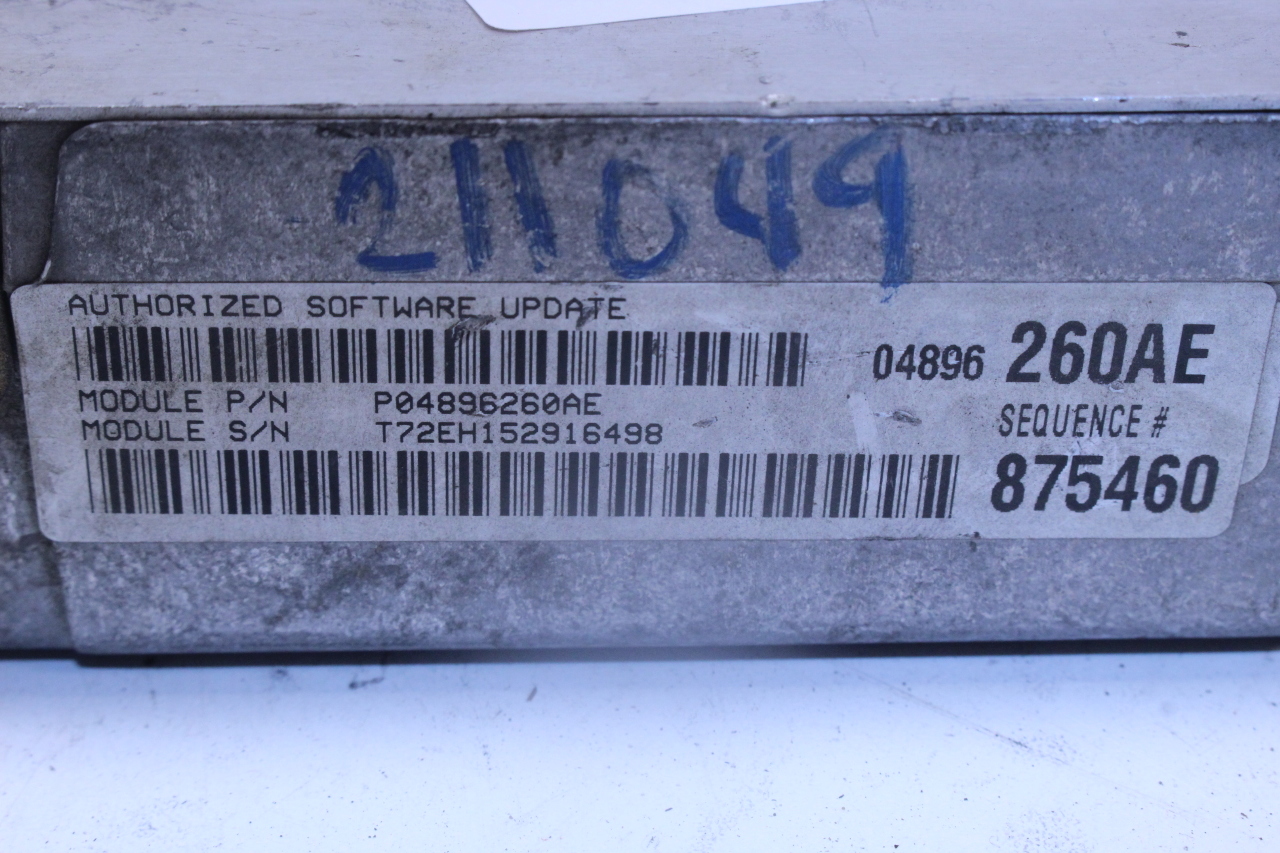 211049
AUTHORIZED SOFTWARE UPDATE
04896 260AE
MODULE P/N P04896260AE
MODULE S/N T72EH152916498
SEQUENCE #
875460